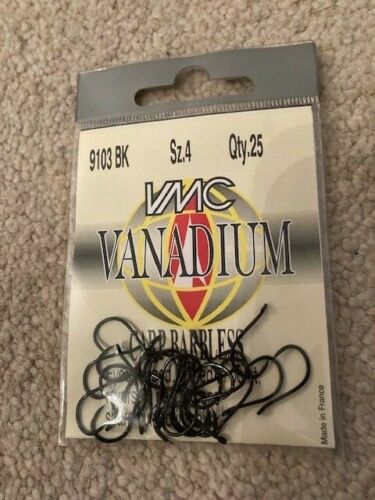 9103 BK Sz.4 Qty.25
VMC
VANADIUM
CARP BARBLESS
Made in France